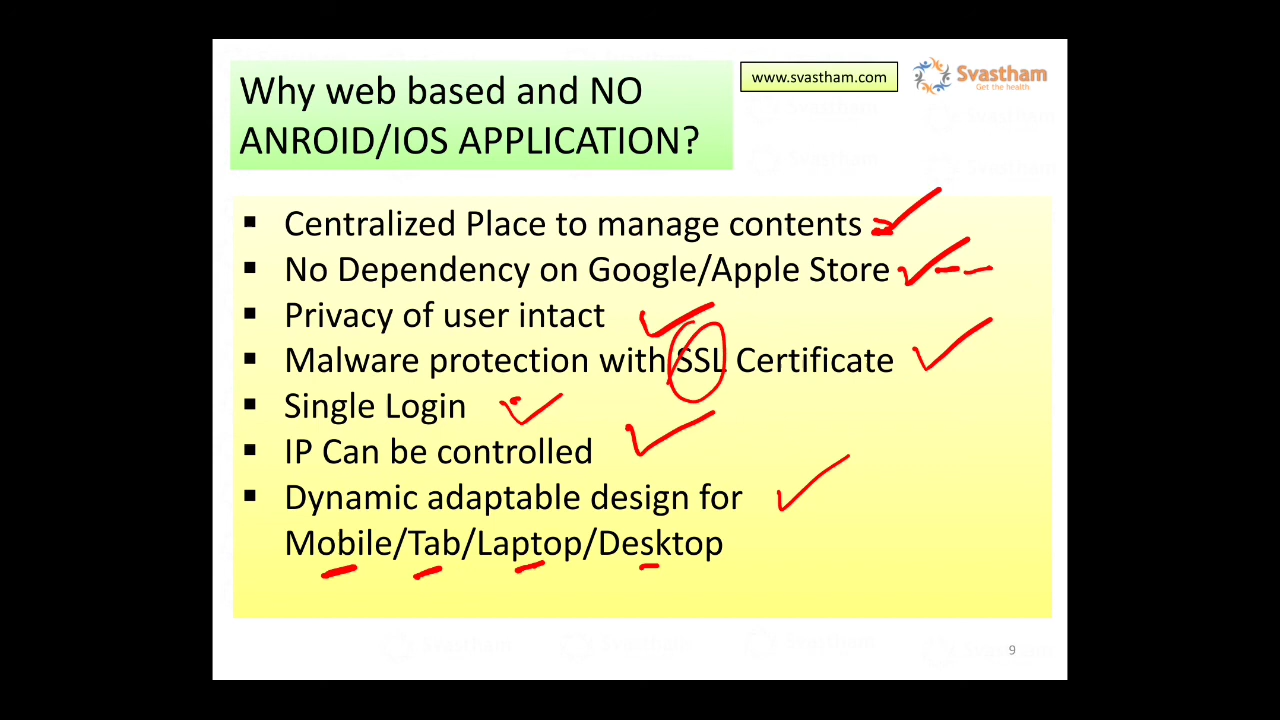 Why web based and NO
ANROID/IOS APPLICATION?
www.svastham.com
Svastham
Get the health
▪ Centralized Place to manage contents
▪ No Dependency on Google/Apple Store
▪ Privacy of user intact
▪ Malware protection with SSL Certificate
▪ Single Login
▪ IP Can be controlled
▪ Dynamic adaptable design for
Mobile/Tab/Laptop/Desktop
9